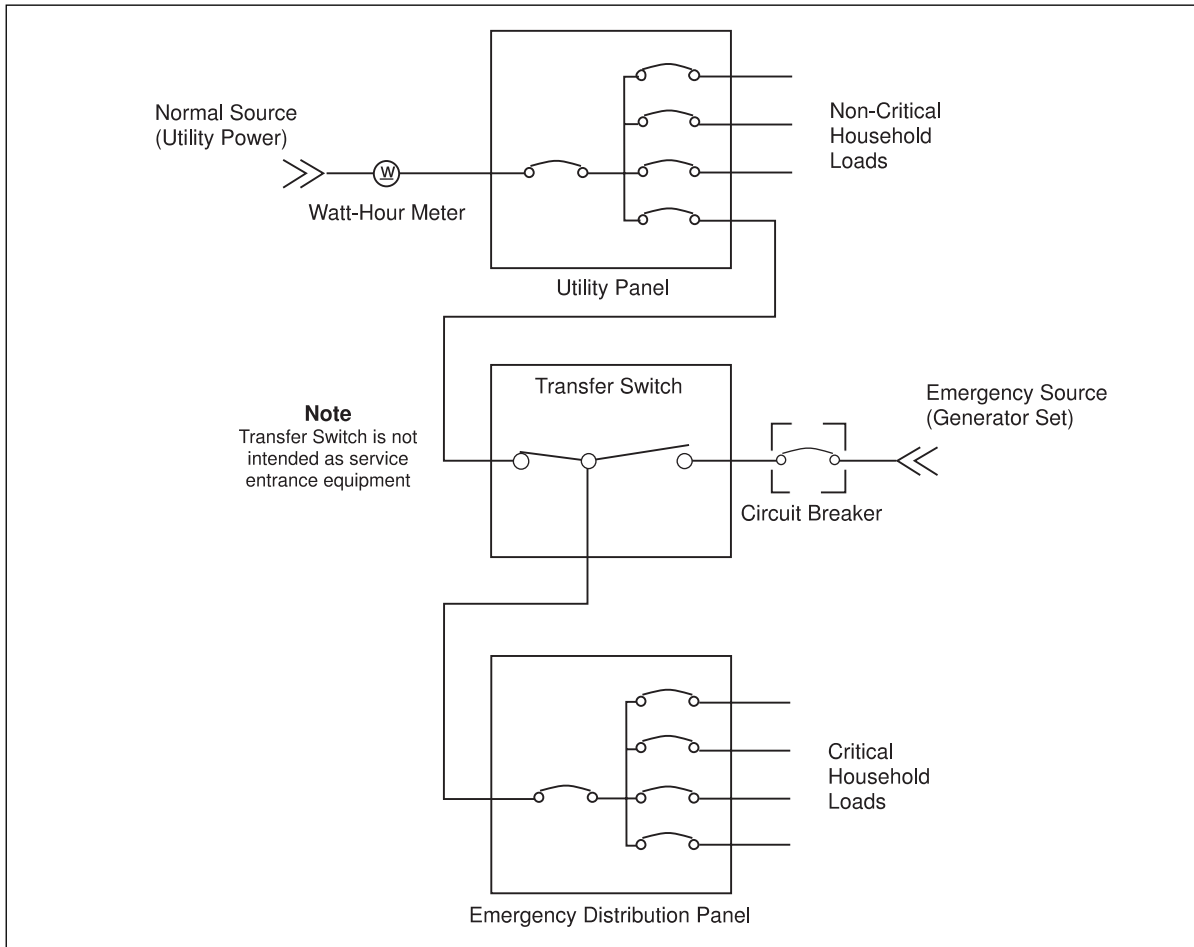 Normal Source
(Utility Power)
W
Watt-Hour Meter
Non-Critical
Household
Loads
Utility Panel
Transfer Switch
Note
Transfer Switch is not
intended as service
entrance equipment
Emergency Source
(Generator Set)
Circuit Breaker
Critical
Household
Loads
Emergency Distribution Panel